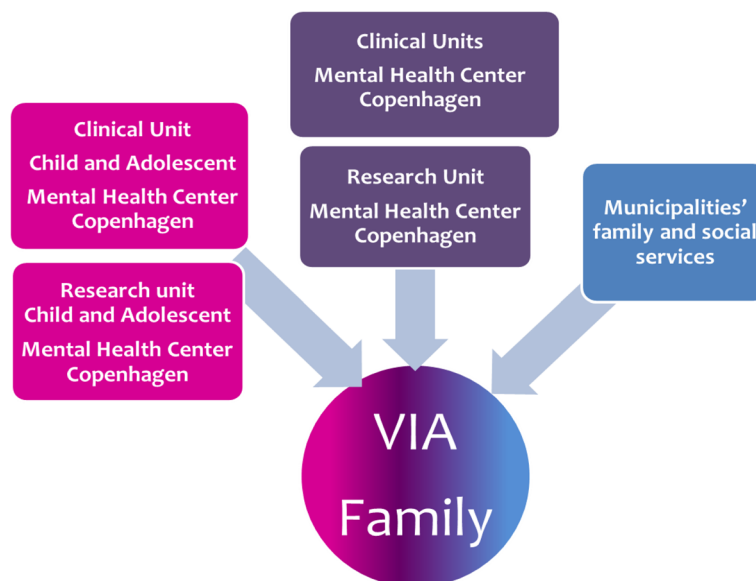 Clinical Units
Mental Health Center
Copenhagen
Clinical Unit
Child and Adolescent
Mental Health Center
Copenhagen
Research Unit
Mental Health Center
Copenhagen
Municipalities’
family and social
services
Research unit
Child and Adolescent
Mental Health Center
Copenhagen
VIA
Family